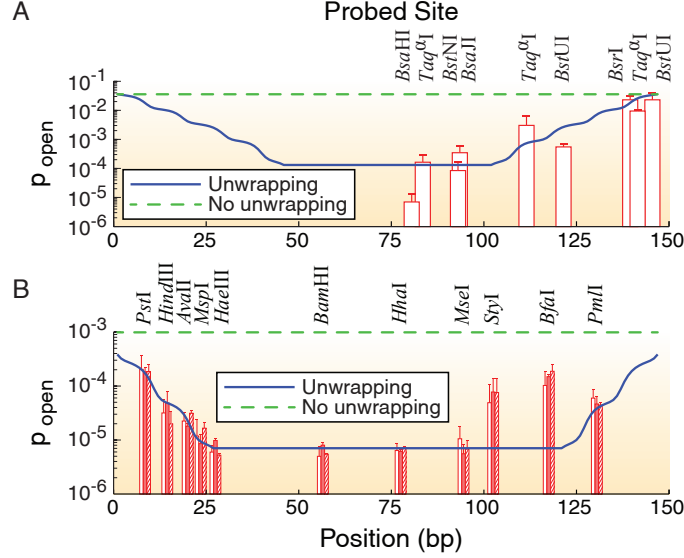 A
Probed Site
BsaHI
TaqαI
BstNI
BsaJI
TaqαI
BstUI
BsrI
TaqαI
BstUI
10-1
10-2
10-3
10-4
10-5
10-6
popen
Unwrapping
No unwrapping
0 25 50 75 100 125 150
B
PstI
HindIII
AvaII
MspI
HaeIII
BamHI
HhaI
MseI
StyI
BfaI
PmlI
10-3
10-4
10-5
10-6
popen
Unwrapping
No unwrapping
0 25 50 75 100 125 150
Position (bp)